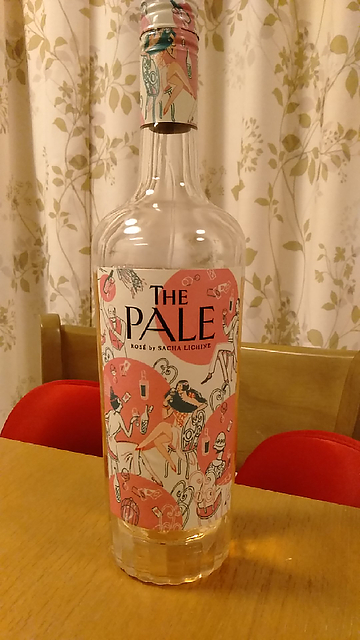 THE
PALE
ROSÉ by SACHA LICHINE